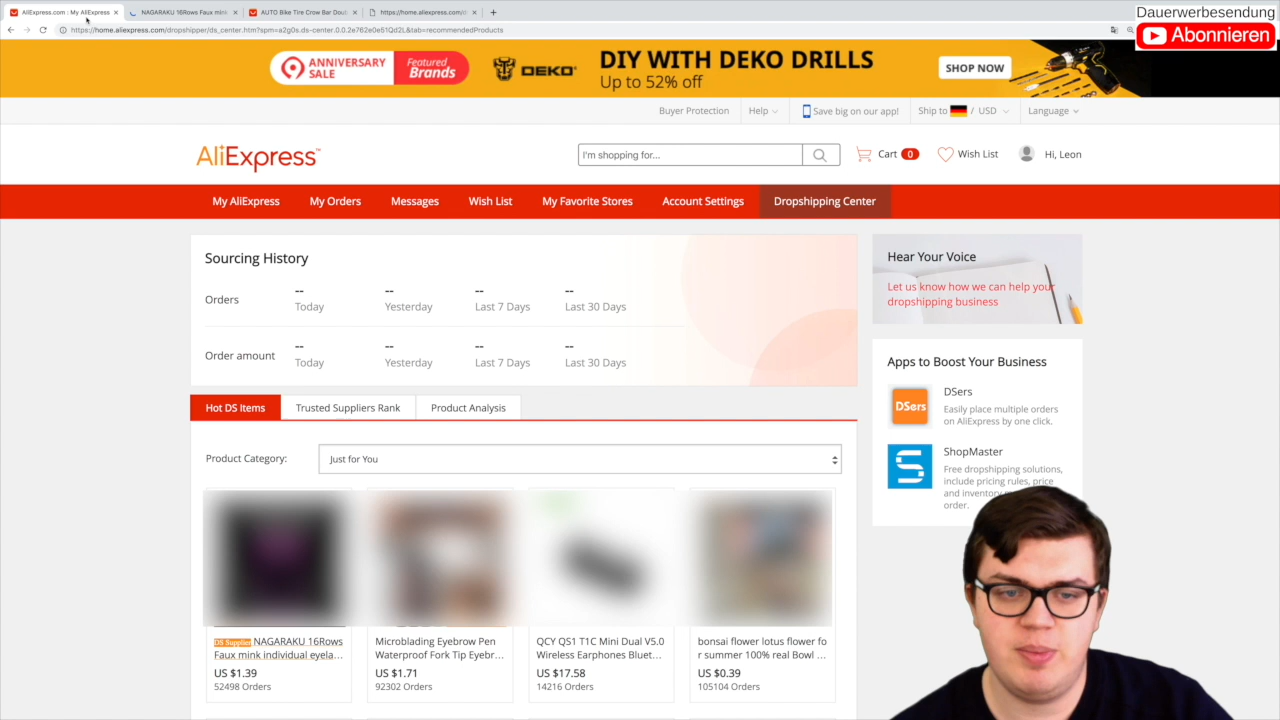 AliExpress.com : My AliExpress
NAGARAKU 16Rows Faux min
AUTO Bike Tire Crow Bar Doub
https://home.aliexpress.com/d
Dauerwerbesendung
Abonnieren
https://home.aliexpress.com/dropshipper/ds_center.htm?spm=a2g0s.ds-center.0.0.2e762e0e51Qd2L&tab=recommendedProducts
ANNIVERSARY SALE
Featured Brands
DEKO
DIY WITH DEKO DRILLS
Up to 52% off
SHOP NOW
Buyer Protection
Help
Save big on our app!
Ship to / USD
Language
AliExpress™
I'm shopping for...
Cart 0
Wish List
Hi, Leon
My AliExpress
My Orders
Messages
Wish List
My Favorite Stores
Account Settings
Dropshipping Center
Sourcing History
Orders
--
--
--
--
Today
Yesterday
Last 7 Days
Last 30 Days
Order amount
--
--
--
--
Today
Yesterday
Last 7 Days
Last 30 Days
Hear Your Voice
Let us know how we can help your
dropshipping business
Apps to Boost Your Business
DSers
DSers
Easily place multiple orders
on AliExpress by one click.
ShopMaster
Free dropshipping solutions,
include pricing rules, price
and inventory
order.
Hot DS Items
Trusted Suppliers Rank
Product Analysis
Product Category:
Just for You
DS Supplier NAGARAKU 16Rows
Faux mink individual eyela...
US $1.39
52498 Orders
Microblading Eyebrow Pen
Waterproof Fork Tip Eyebr...
US $1.71
92302 Orders
QCY QS1 T1C Mini Dual V5.0
Wireless Earphones Bluet...
US $17.58
14216 Orders
bonsai flower lotus flower fo
r summer 100% real Bowl ...
US $0.39
105104 Orders